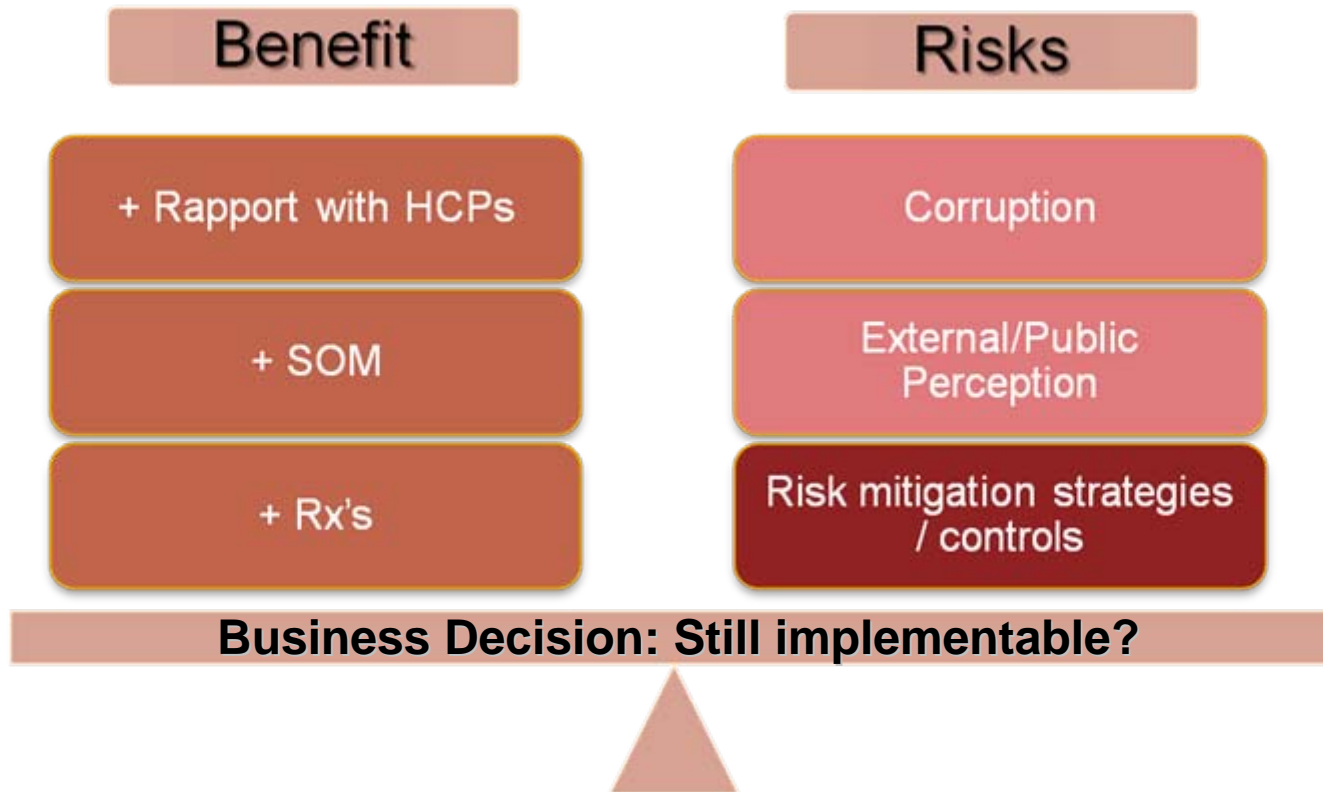 Benefit
Risks
+ Rapport with HCPs
+ SOM
+ Rx's
Corruption
External/Public
Perception
Risk mitigation strategies
/ controls
Business Decision: Still implementable?